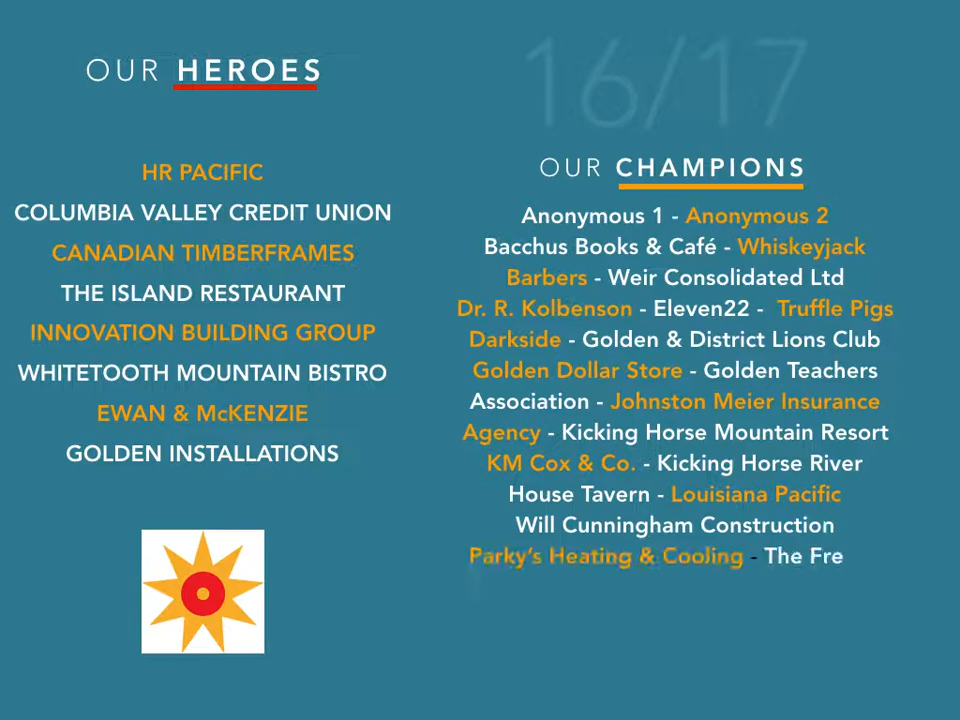 OUR HEROES
HR PACIFIC
COLUMBIA VALLEY CREDIT UNION
CANADIAN TIMBERFRAMES
THE ISLAND RESTAURANT
INNOVATION BUILDING GROUP
WHITETOOTH MOUNTAIN BISTRO
EWAN & McKENZIE
GOLDEN INSTALLATIONS
16/17
OUR CHAMPIONS
Anonymous 1 - Anonymous 2
Bacchus Books & Café - Whiskeyjack
Barbers - Weir Consolidated Ltd
Dr. R. Kolbenson - Eleven22 - Truffle Pigs
Darkside - Golden & District Lions Club
Golden Dollar Store - Golden Teachers
Association - Johnston Meier Insurance
Agency - Kicking Horse Mountain Resort
KM Cox & Co. - Kicking Horse River
House Tavern - Louisiana Pacific
Will Cunningham Construction
Parky’s Heating & Cooling - The Fre